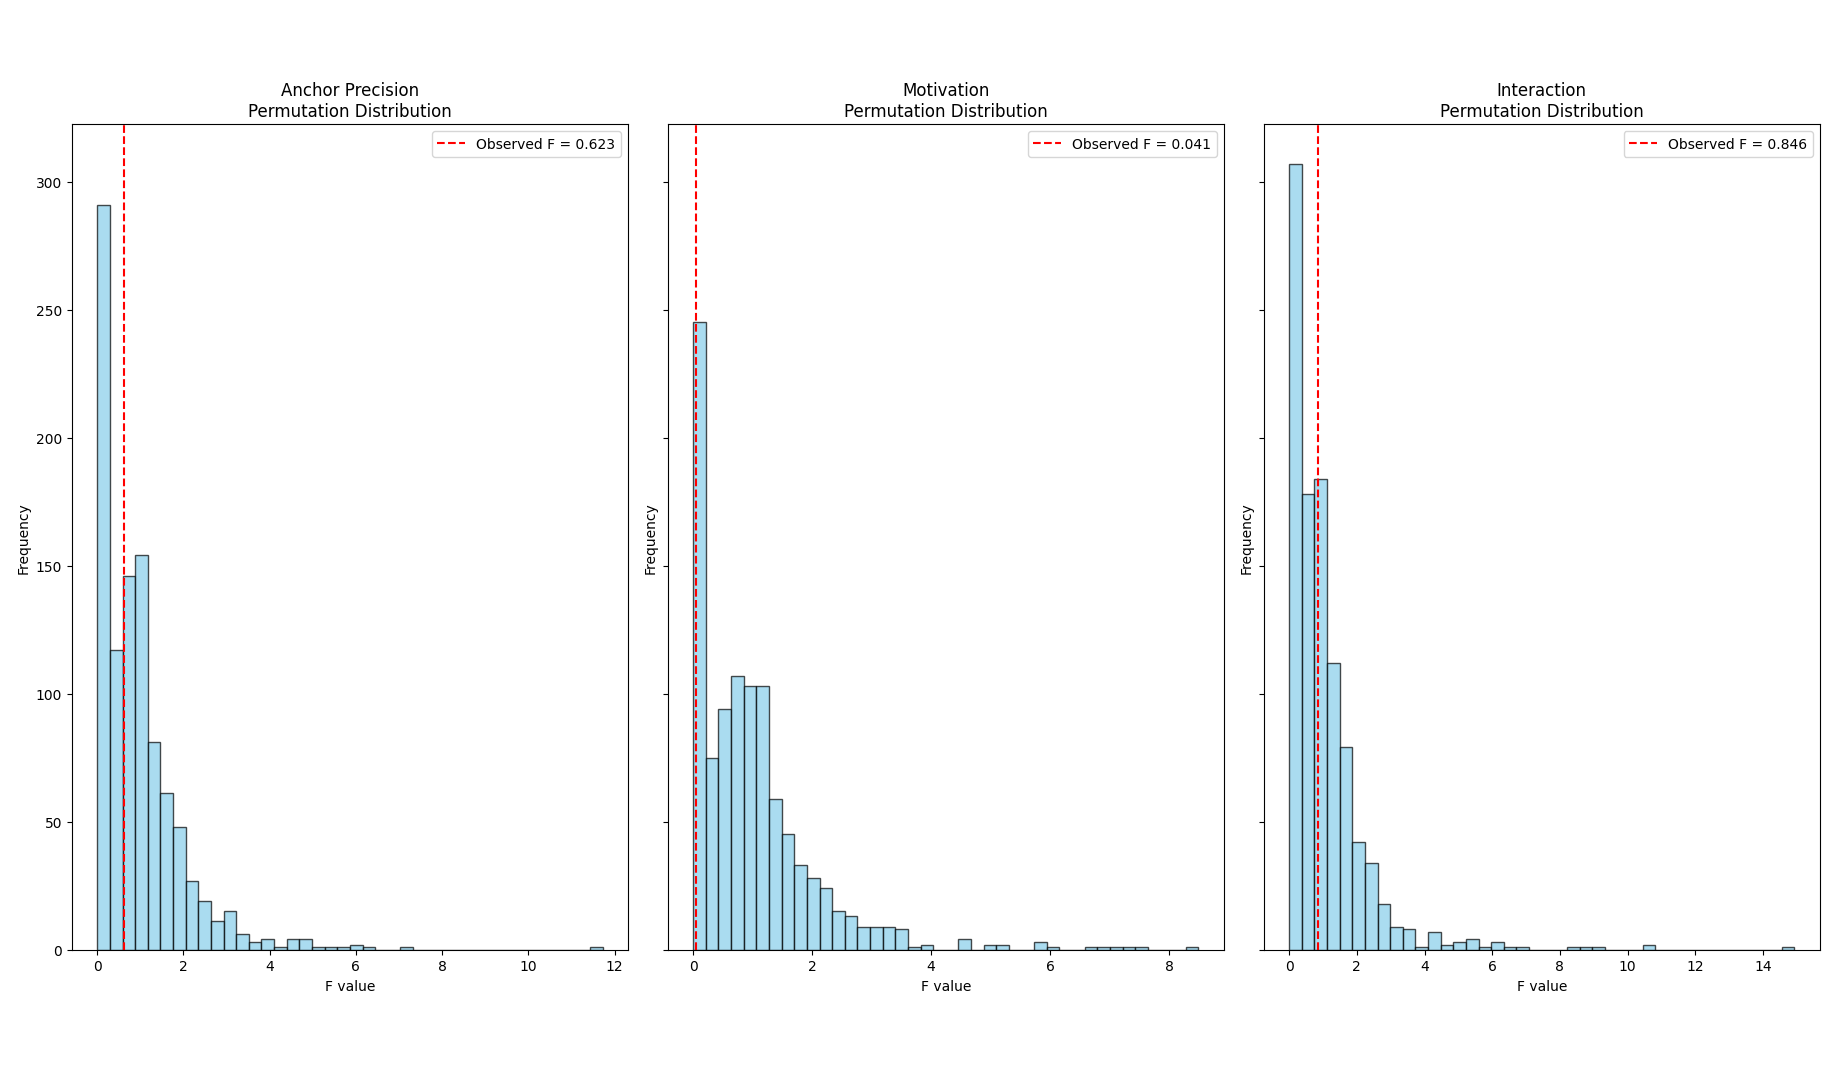 Anchor Precision
Permutation Distribution
Observed F = 0.623
300
250
200
150
100
50
0
Frequency
0 2 4 6 8 10 12
F value
Motivation
Permutation Distribution
Observed F = 0.041
Frequency
0 2 4 6 8
F value
Interaction
Permutation Distribution
Observed F = 0.846
Frequency
0 2 4 6 8 10 12 14
F value